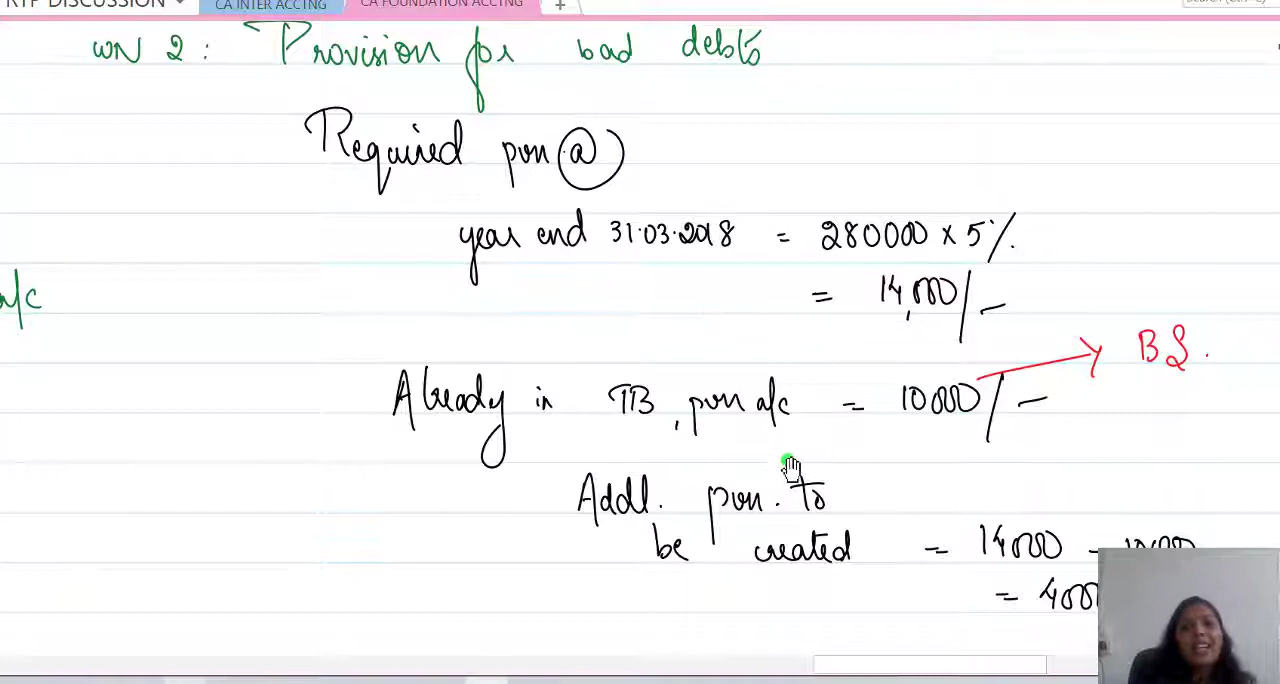 RTP DISCUSSION
CA INTER ACCTNG
CA FOUNDATION ACCTNG
+
WN 2 : Provision for bad debts
Required pvn @
year end 31.03.2018 = 280000 x 5%.
= 14,000/-
a/c
BS.
Already in TB, pvn a/c = 10000/-
Addl. pvn. to
be created = 14000 - 10000
= 4000